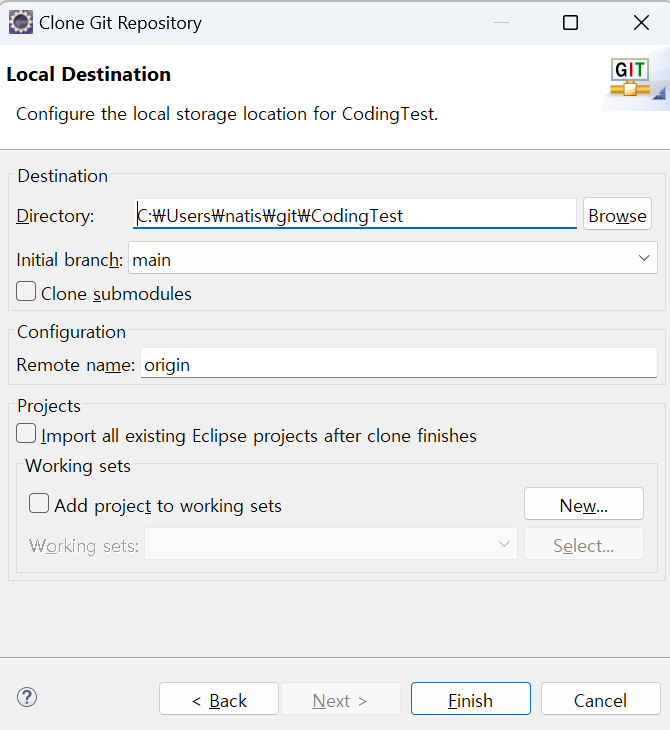 Clone Git Repository
Local Destination
GIT
Configure the local storage location for CodingTest.
Destination
Directory: C:₩Users₩natis₩git₩CodingTest Browse
Initial branch: main
Clone submodules
Configuration
Remote name: origin
Projects
Import all existing Eclipse projects after clone finishes
Working sets
Add project to working sets New...
Working sets: Select...
? < Back Next > Finish Cancel